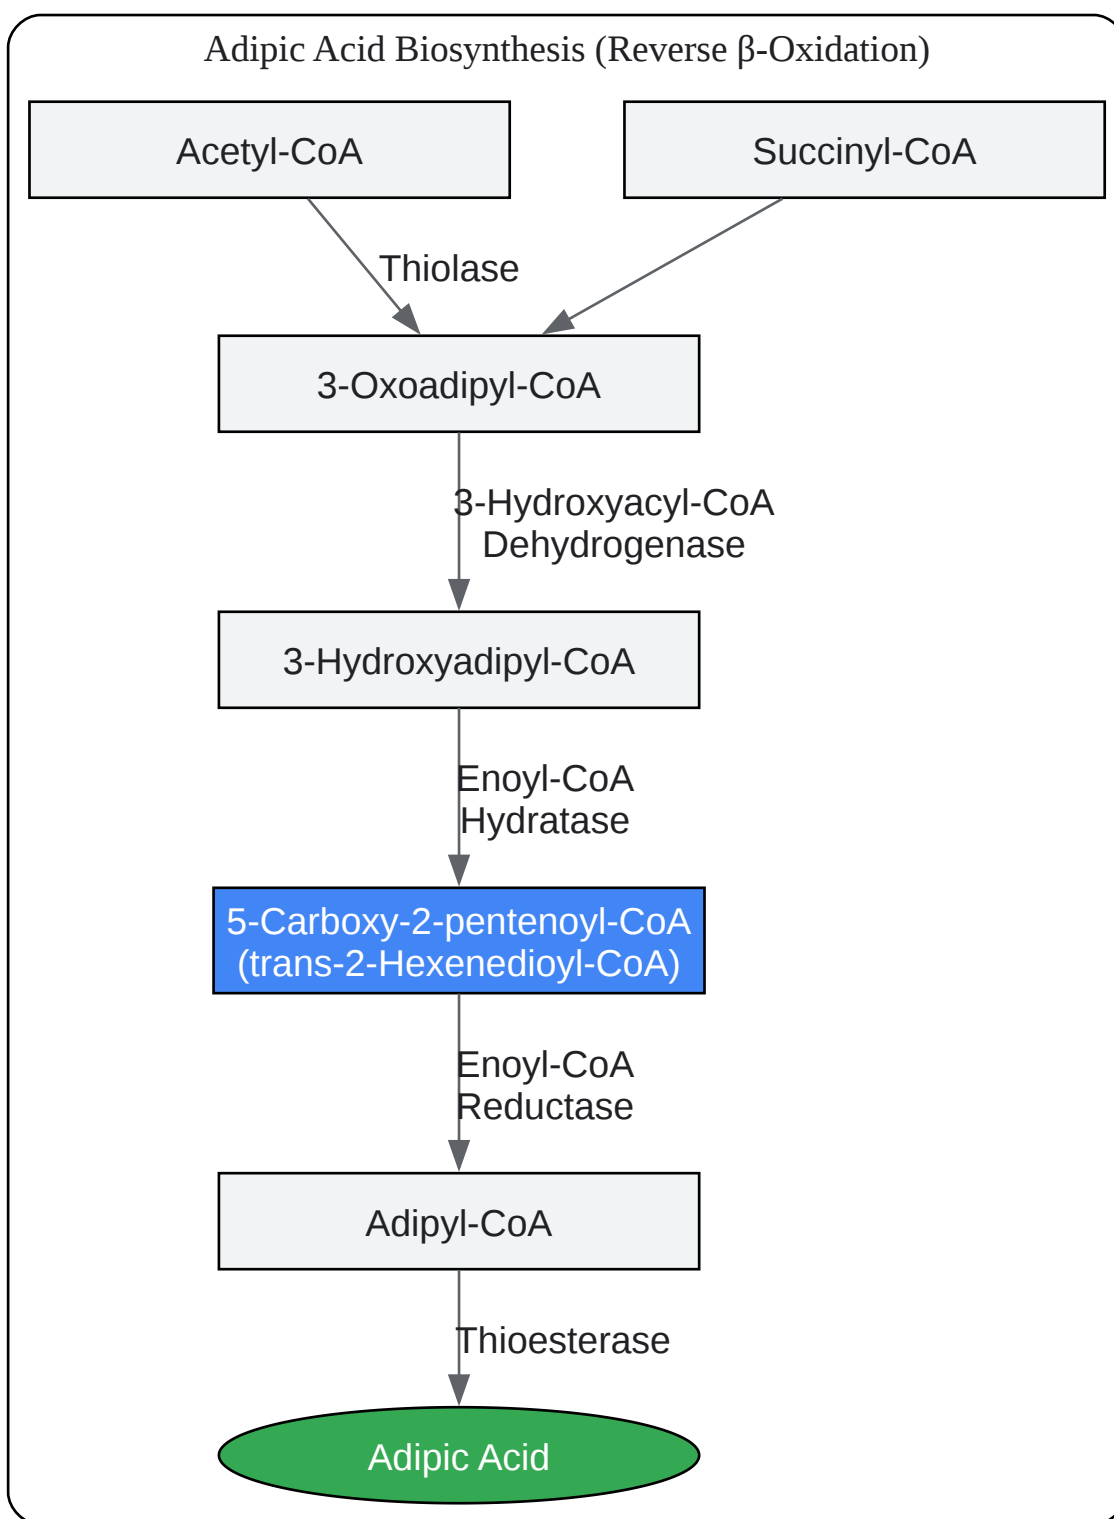 Adipic Acid Biosynthesis (Reverse β-Oxidation)
Acetyl-CoA
Succinyl-CoA
Thiolase
3-Oxoadipyl-CoA
3-Hydroxyacyl-CoA
Dehydrogenase
3-Hydroxyadipyl-CoA
Enoyl-CoA
Hydratase
5-Carboxy-2-pentenoyl-CoA
(trans-2-Hexenedioyl-CoA)
Enoyl-CoA
Reductase
Adipyl-CoA
Thioesterase
Adipic Acid